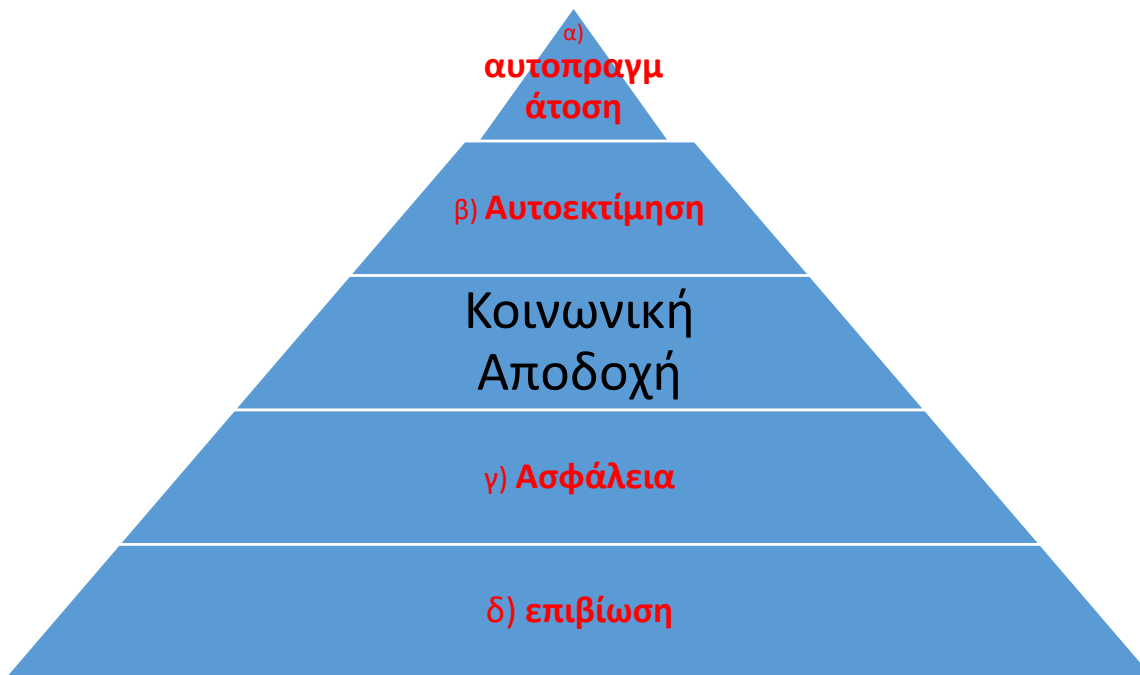 α)
αυτοπραγμ
άτοση
β) Αυτοεκτίμηση
Κοινωνική
Αποδοχή
γ) Ασφάλεια
δ) επιβίωση